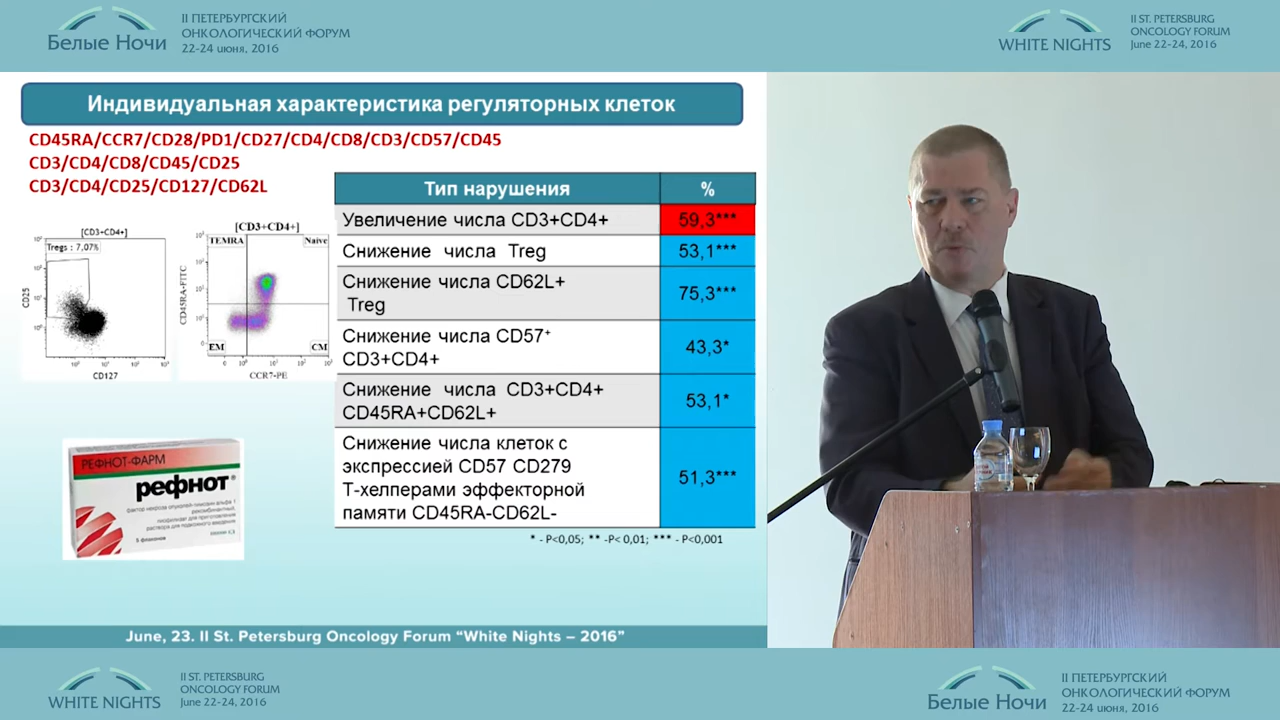 Белые Ночи
II ПЕТЕРБУРГСКИЙ
ОНКОЛОГИЧЕСКИЙ ФОРУМ
22-24 июня, 2016
WHITE NIGHTS
II ST. PETERSBURG
ONCOLOGY FORUM
June 22-24, 2016
Индивидуальная характеристика регуляторных клеток
CD45RA/CCR7/CD28/PD1/CD27/CD4/CD8/CD3/CD57/CD45
CD3/CD4/CD8/CD45/CD25
CD3/CD4/CD25/CD127/CD62L
[CD3+CD4+]
Tregs : 7,07%
CD25
CD127
[CD3+CD4+]
TEMRA
Naive
CD45RA-FITC
EM
CM
CCR7-PE
Тип нарушения %
Увеличение числа CD3+CD4+ 59,3***
Снижение числа Treg 53,1***
Снижение числа CD62L+
Treg 75,3***
Снижение числа CD57+
CD3+CD4+ 43,3*
Снижение числа CD3+CD4+
CD45RA+CD62L+ 53,1*
Снижение числа клеток с
экспрессией CD57 CD279
Т-хелперами эффекторной
памяти CD45RA-CD62L- 51,3***
* - P<0,05; ** -P< 0,01; *** - P<0,001
РЕФНОТ-ФАРМ
рефнот®
5 флаконов
June, 23. II St. Petersburg Oncology Forum “White Nights – 2016”
WHITE NIGHTS
II ST. PETERSBURG
ONCOLOGY FORUM
June 22-24, 2016
Белые Ночи
II ПЕТЕРБУРГСКИЙ
ОНКОЛОГИЧЕСКИЙ ФОРУМ
22-24 июня, 2016